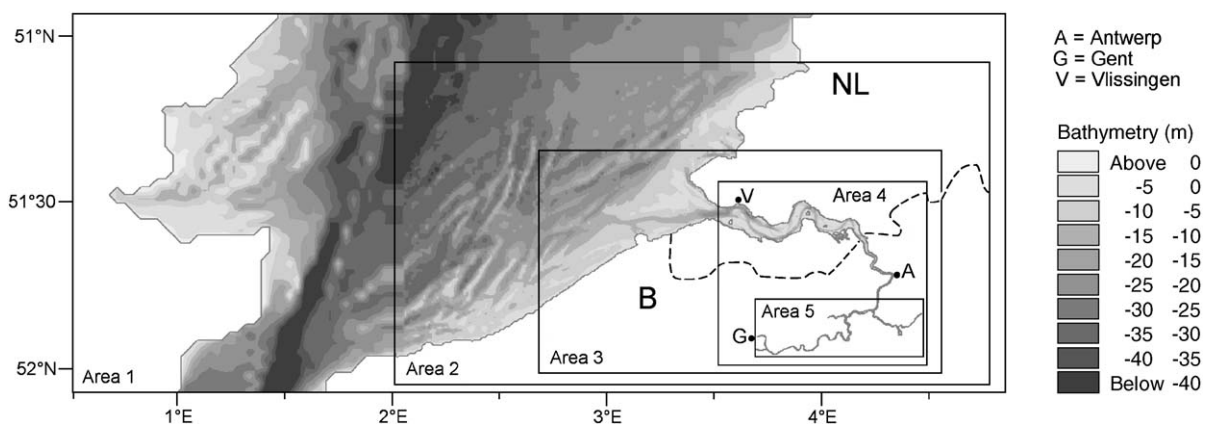 51°N
51°30
52°N
1°E
2°E
3°E
4°E
NL
B
V
A
G
Area 1
Area 2
Area 3
Area 4
Area 5
A = Antwerp
G = Gent
V = Vlissingen
Bathymetry (m)
Above 0
-5 0
-10 -5
-15 -10
-20 -15
-25 -20
-30 -25
-35 -30
-40 -35
Below -40